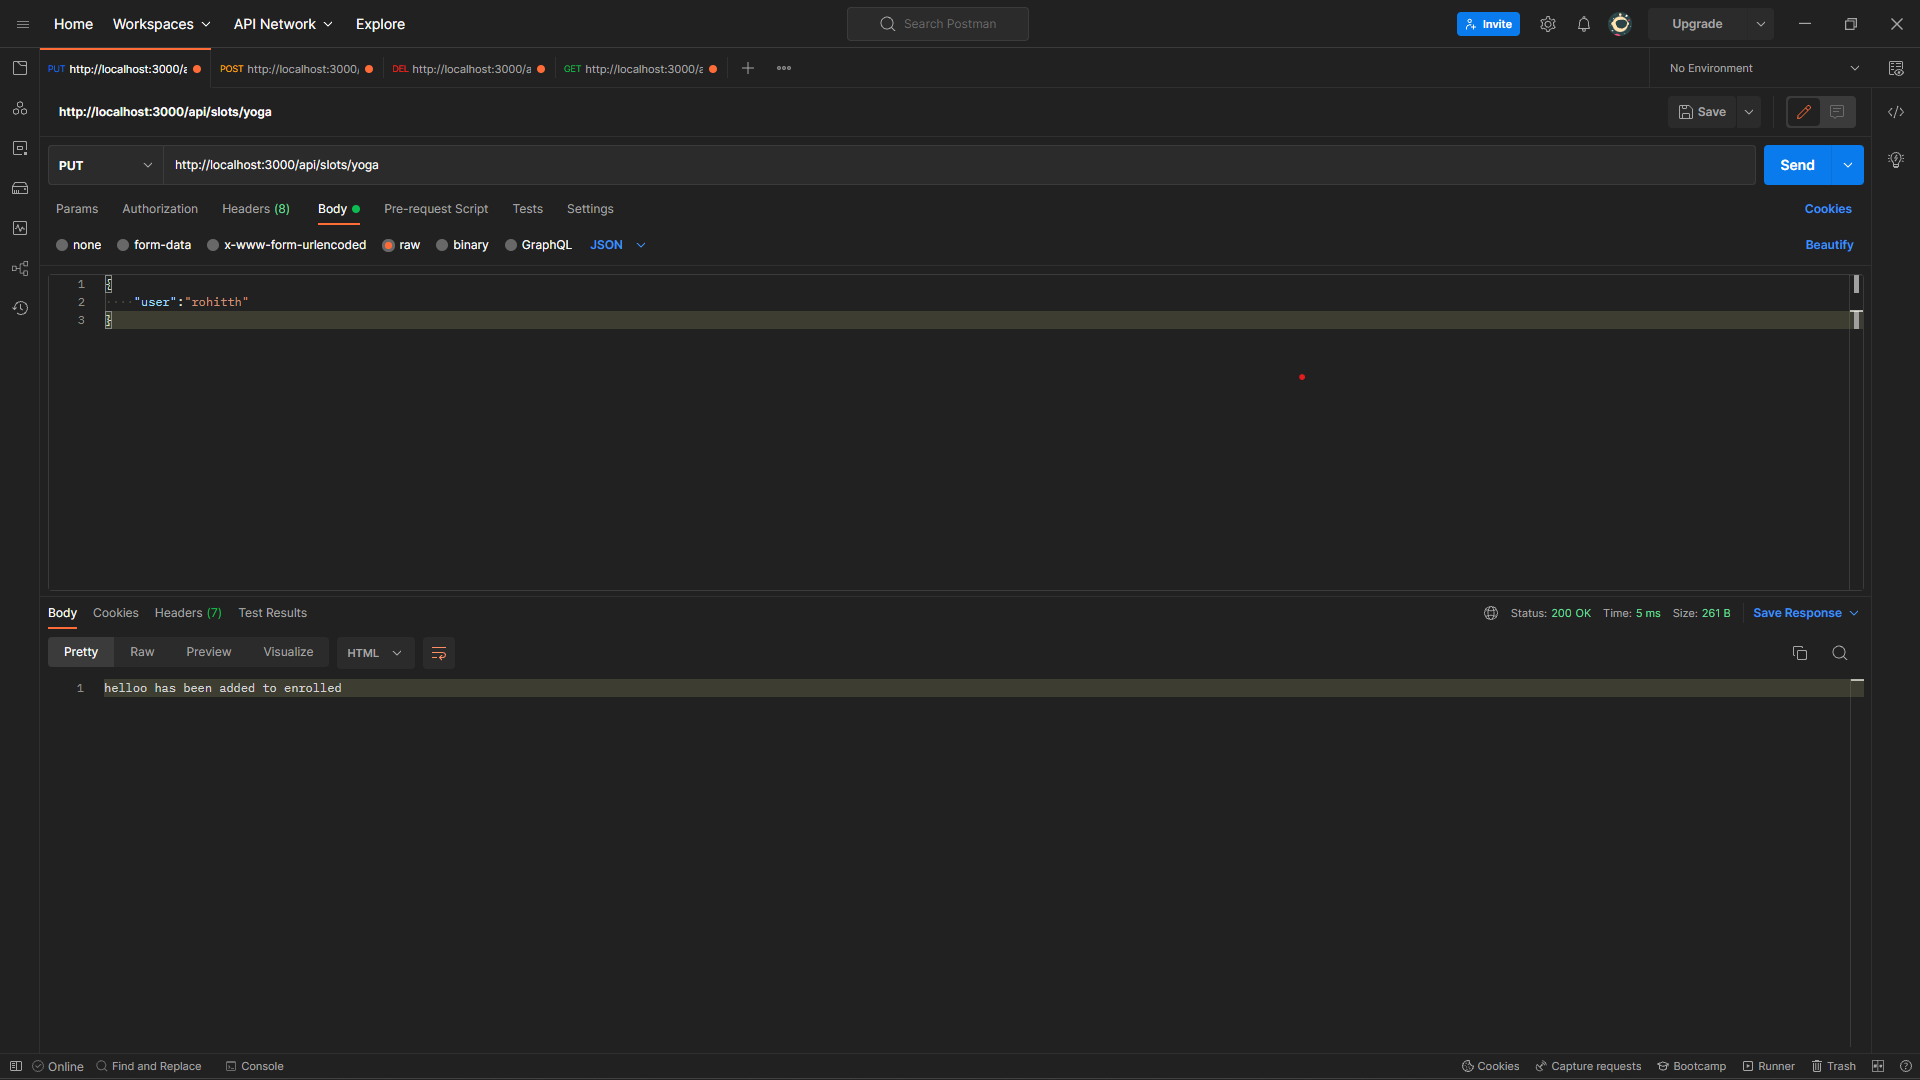 Home Workspaces API Network Explore Search Postman Invite Upgrade
PUT http://localhost:3000/a POST http://localhost:3000/ DEL http://localhost:3000/a GET http://localhost:3000/a No Environment
http://localhost:3000/api/slots/yoga Save
PUT http://localhost:3000/api/slots/yoga Send
Params Authorization Headers (8) Body Pre-request Script Tests Settings Cookies
none form-data x-www-form-urlencoded raw binary GraphQL JSON Beautify
1 {
2 "user":"rohitth"
3 }
Body Cookies Headers (7) Test Results Status: 200 OK Time: 5 ms Size: 261 B Save Response
Pretty Raw Preview Visualize HTML
1 helloo has been added to enrolled
Online Find and Replace Console Cookies Capture requests Bootcamp Runner Trash